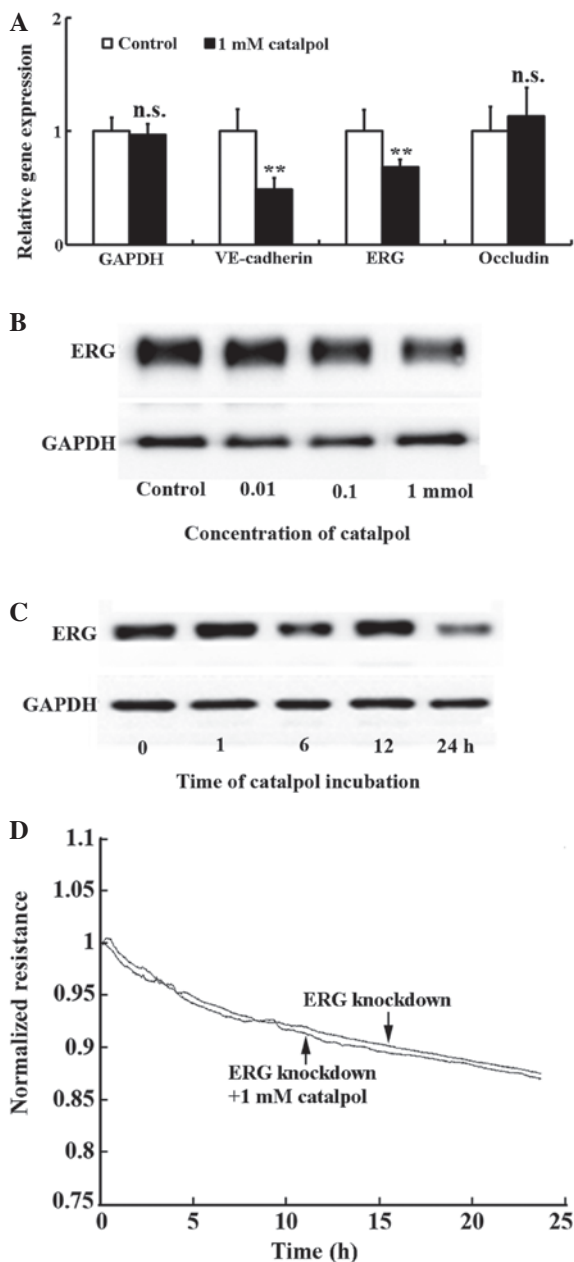 A
Relative gene expression
2
1
0
Control
1 mM catalpol
n.s.
**
**
n.s.
GAPDH
VE-cadherin
ERG
Occludin
B
ERG
GAPDH
Control 0.01 0.1 1 mmol
Concentration of catalpol
C
ERG
GAPDH
0 1 6 12 24 h
Time of catalpol incubation
D
Normalized resistance
1.1
1.05
1
0.95
0.9
0.85
0.8
0.75
ERG knockdown
ERG knockdown
+1 mM catalpol
0 5 10 15 20 25
Time (h)